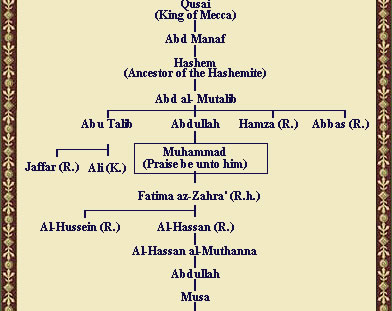 Qusai
(King of Mecca)
Abd Manaf
Hashem
(Ancestor of the Hashemite)
Abd al- Mutalib
Abu Talib Abdullah Hamza (R.) Abbas (R.)
Muhammad
(Praise be unto him)
Jaffar (R.) Ali (K.)
Fatima az-Zahra' (R.h.)
Al-Hussein (R.) Al-Hassan (R.)
Al-Hassan al-Muthanna
Abdullah
Musa